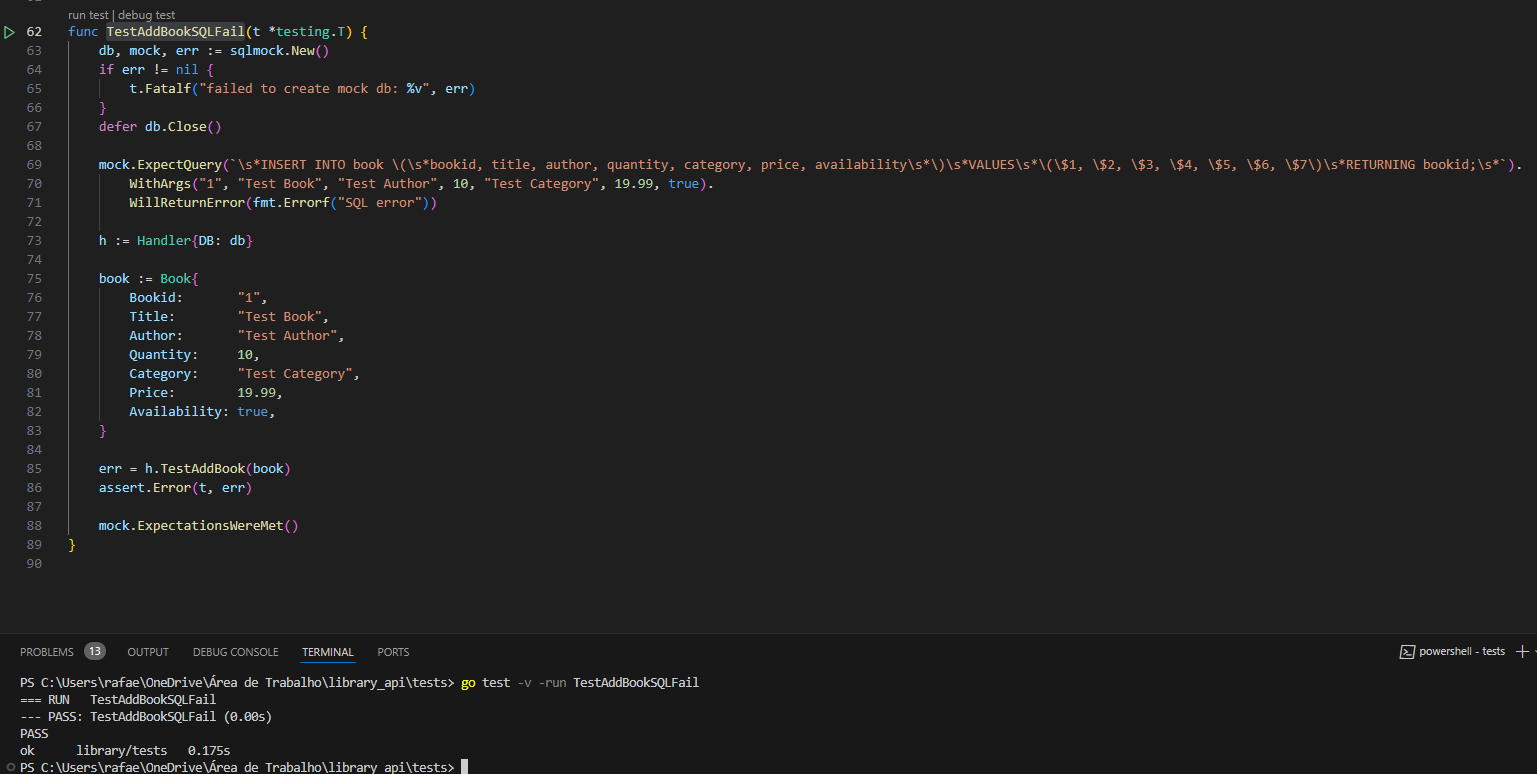 run test | debug test
62 func TestAddBookSQLFail(t *testing.T) {
63 db, mock, err := sqlmock.New()
64 if err != nil {
65 t.Fatalf("failed to create mock db: %v", err)
66 }
67 defer db.Close()
68
69 mock.ExpectQuery(`\s*INSERT INTO book \(\s*bookid, title, author, quantity, category, price, availability\s*\)\s*VALUES\s*\(\$1, \$2, \$3, \$4, \$5, \$6, \$7\)\s*RETURNING bookid;\s*`).
70 WithArgs("1", "Test Book", "Test Author", 10, "Test Category", 19.99, true).
71 WillReturnError(fmt.Errorf("SQL error"))
72
73 h := Handler{DB: db}
74
75 book := Book{
76 Bookid: "1",
77 Title: "Test Book",
78 Author: "Test Author",
79 Quantity: 10,
80 Category: "Test Category",
81 Price: 19.99,
82 Availability: true,
83 }
84
85 err = h.TestAddBook(book)
86 assert.Error(t, err)
87
88 mock.ExpectationsWereMet()
89 }
90
PROBLEMS 13 OUTPUT DEBUG CONSOLE TERMINAL PORTS powershell - tests
PS C:\Users\rafae\OneDrive\Área de Trabalho\library_api\tests> go test -v -run TestAddBookSQLFail
=== RUN TestAddBookSQLFail
--- PASS: TestAddBookSQLFail (0.00s)
PASS
ok library/tests 0.175s
PS C:\Users\rafae\OneDrive\Área de Trabalho\library_api\tests>